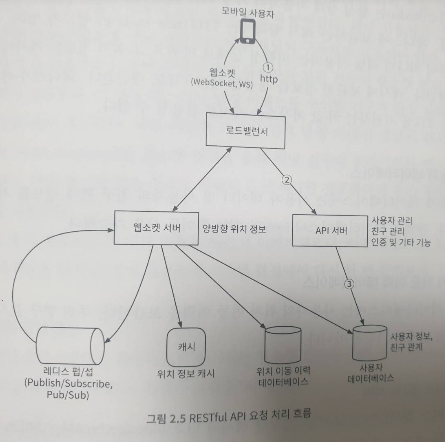 모바일 사용자
웹소켓
(WebSocket, WS)
①
http
로드밸런서
②
웹소켓 서버
양방향 위치 정보
API 서버
사용자 관리
친구 관리
인증 및 기타 기능
③
레디스 펍/섭
(Publish/Subscribe,
Pub/Sub)
캐시
위치 정보 캐시
위치 이동 이력
데이터베이스
사용자
데이터베이스
사용자 정보,
친구 관계
그림 2.5 RESTful API 요청 처리 흐름